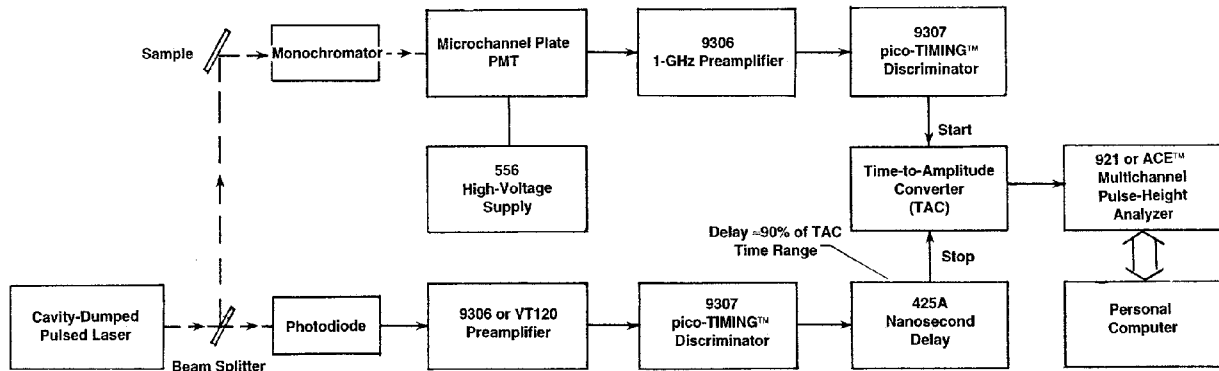 Sample
Monochromator
Microchannel Plate
PMT
9306
1-GHz Preamplifier
9307
pico-TIMING™
Discriminator
Start
556
High-Voltage
Supply
Time-to-Amplitude
Converter
(TAC)
921 or ACE™
Multichannel
Pulse-Height
Analyzer
Delay ≈90% of TAC
Time Range
Stop
Cavity-Dumped
Pulsed Laser
Beam Splitter
Photodiode
9306 or VT120
Preamplifier
9307
pico-TIMING™
Discriminator
425A
Nanosecond
Delay
Personal
Computer